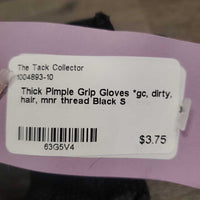 The Tack Collector
1004893-10
Thick Pimple Grip Gloves *gc, dirty,
hair, mnr thread Black S
$3.75
63G5V4